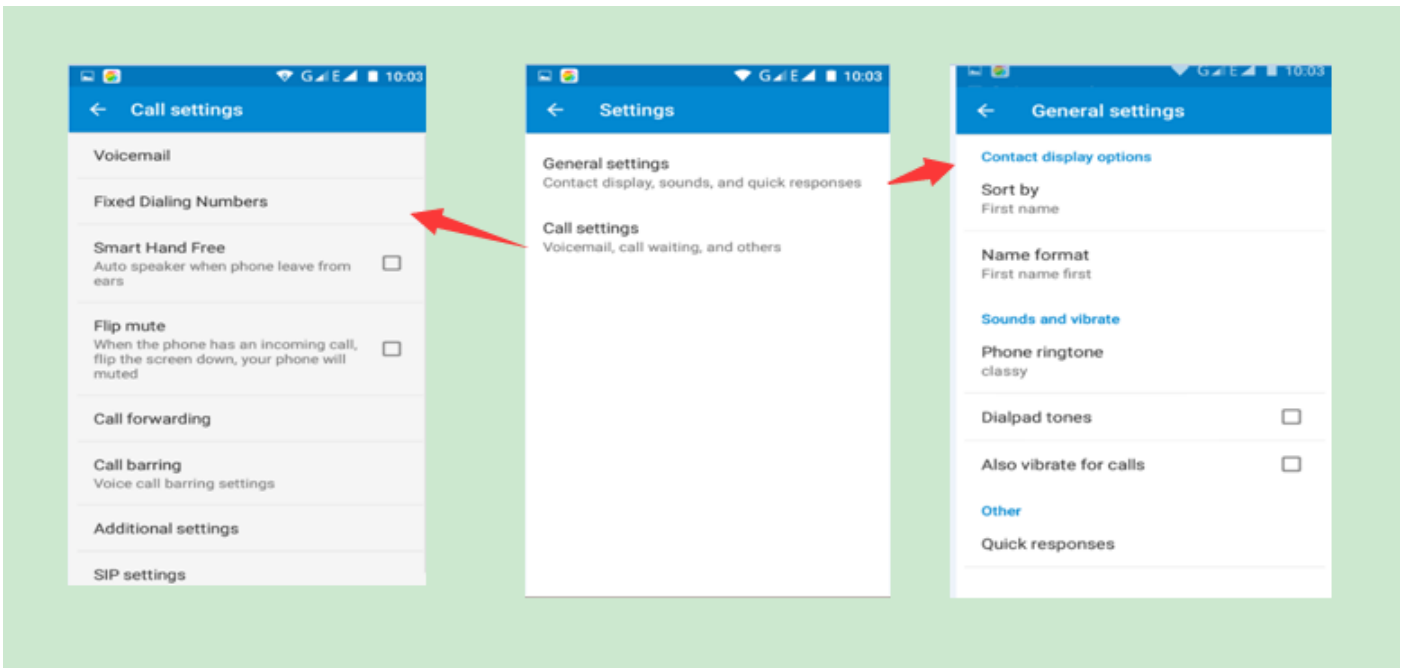 G E 10:03
Call settings
Voicemail
Fixed Dialing Numbers
Smart Hand Free
Auto speaker when phone leave from
ears
Flip mute
When the phone has an incoming call,
flip the screen down, your phone will
muted
Call forwarding
Call barring
Voice call barring settings
Additional settings
SIP settings
G E 10:03
Settings
General settings
Contact display, sounds, and quick responses
Call settings
Voicemail, call waiting, and others
G E 10:03
General settings
Contact display options
Sort by
First name
Name format
First name first
Sounds and vibrate
Phone ringtone
classy
Dialpad tones
Also vibrate for calls
Other
Quick responses